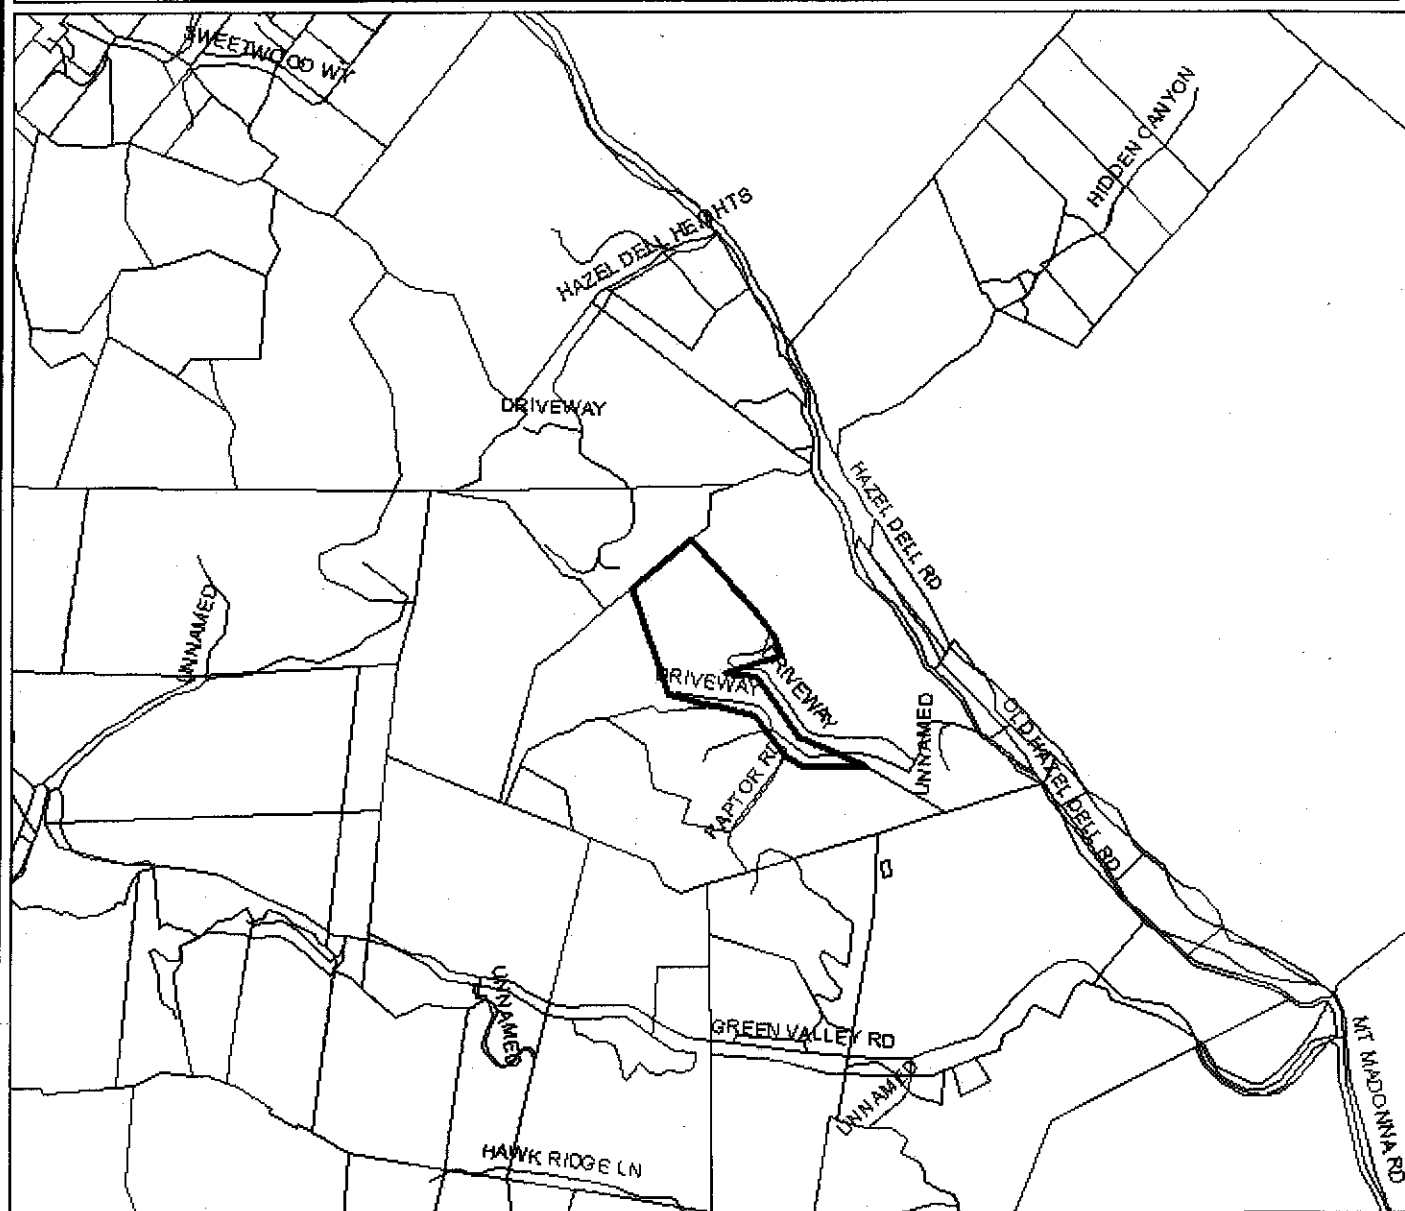 SWEETWOOD WY
HIDDEN CANYON
HAZEL DELL HEIGHTS
DRIVEWAY
HAZEL DELL RD
UNNAMED
DRIVEWAY
DRIVEWAY
UNNAMED
OLD HAZEL DELL RD
RAPTOR RD
UNNAMED
GREEN VALLEY RD
MT MADONNA RD
UNNAMED
HAWK RIDGE LN